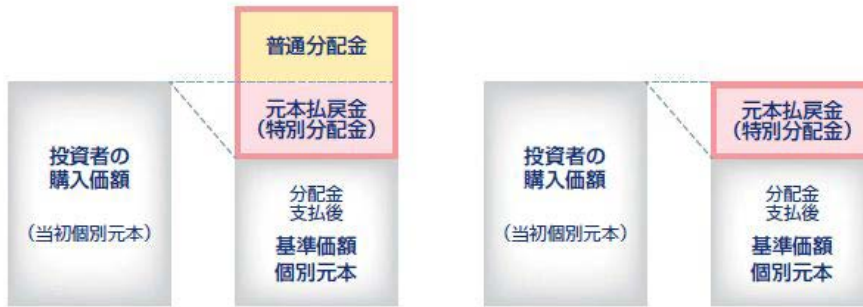 普通分配金
元本払戻金
(特別分配金)
投資者の
購入価額
(当初個別元本)
分配金
支払後
基準価額
個別元本
元本払戻金
(特別分配金)
投資者の
購入価額
(当初個別元本)
分配金
支払後
基準価額
個別元本